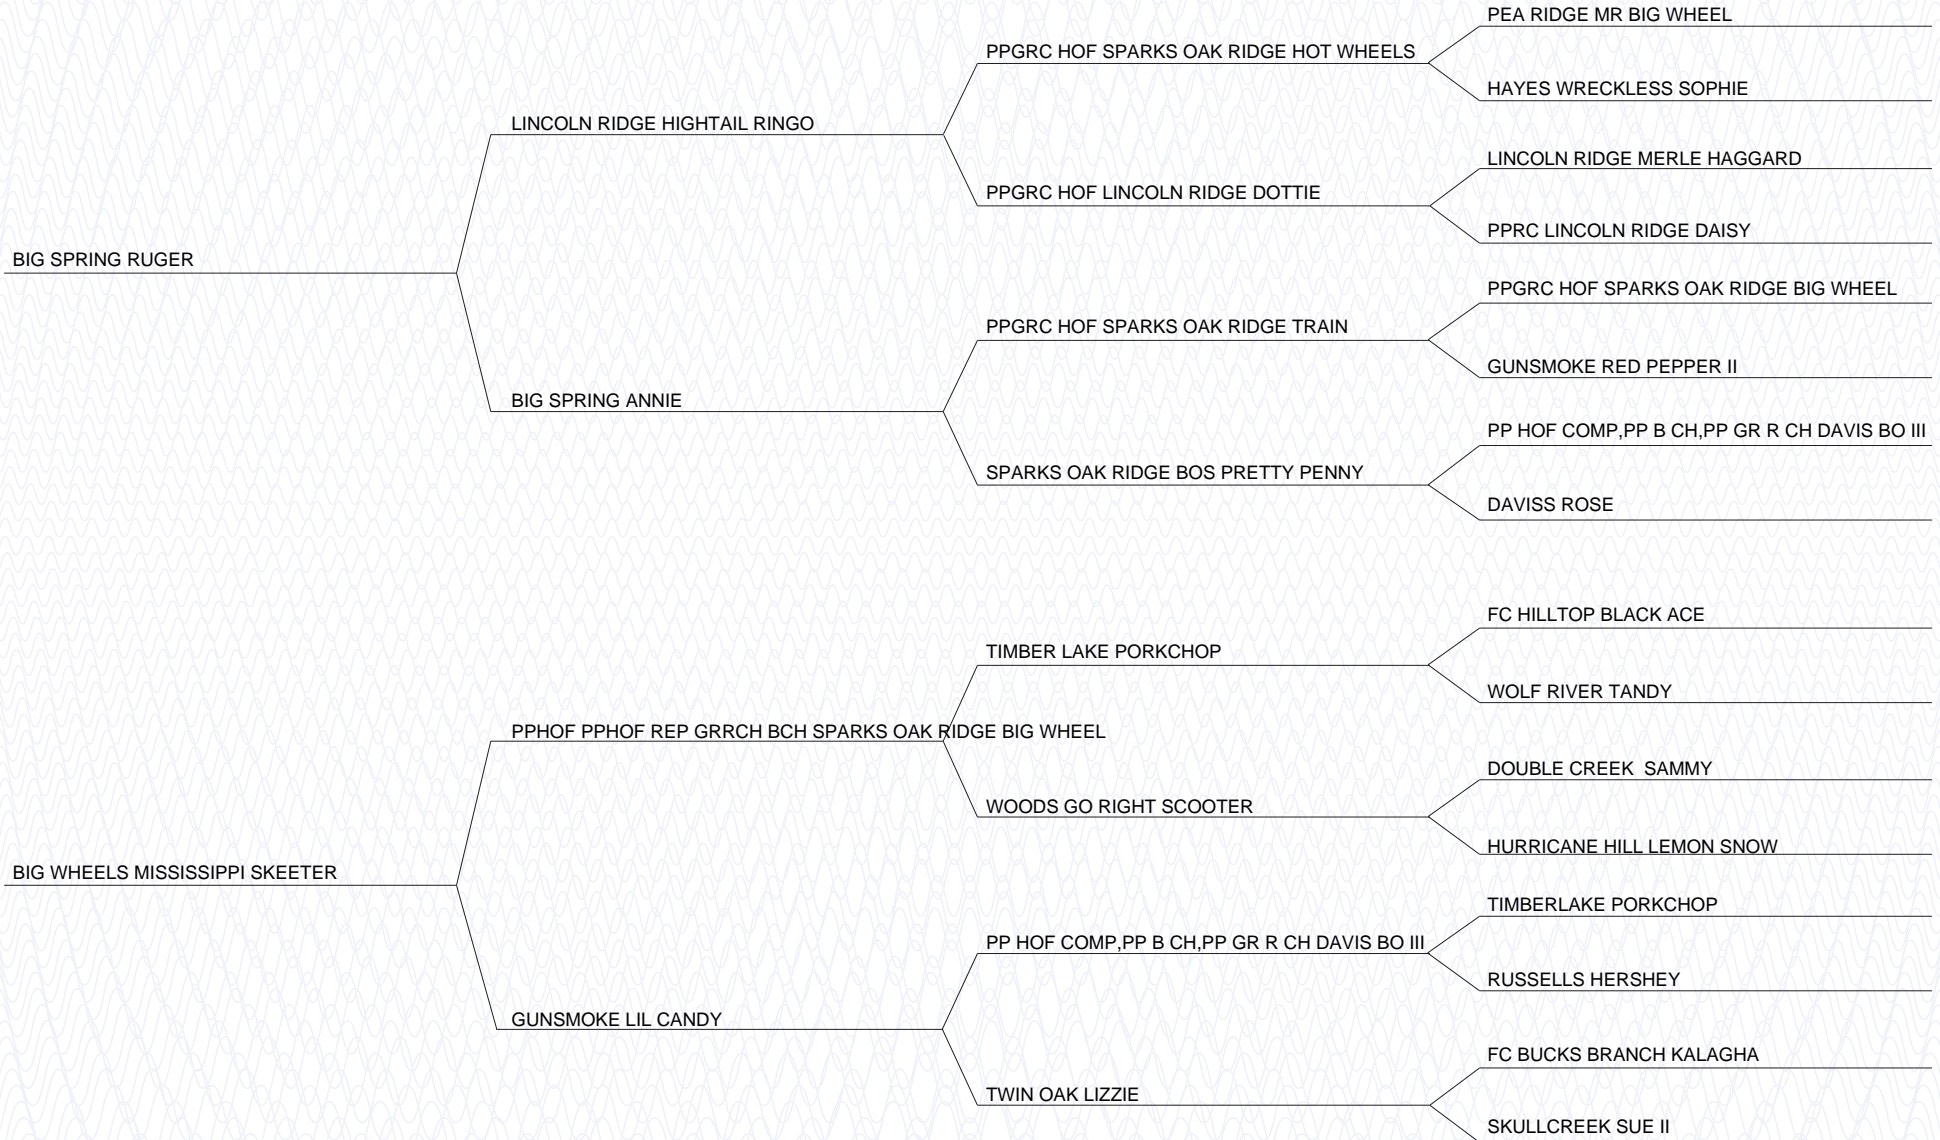 PEA RIDGE MR BIG WHEEL
PPGRC HOF SPARKS OAK RIDGE HOT WHEELS
HAYES WRECKLESS SOPHIE
LINCOLN RIDGE HIGHTAIL RINGO
LINCOLN RIDGE MERLE HAGGARD
PPGRC HOF LINCOLN RIDGE DOTTIE
PPRC LINCOLN RIDGE DAISY
BIG SPRING RUGER
PPGRC HOF SPARKS OAK RIDGE BIG WHEEL
PPGRC HOF SPARKS OAK RIDGE TRAIN
GUNSMOKE RED PEPPER II
BIG SPRING ANNIE
PP HOF COMP,PP B CH,PP GR R CH DAVIS BO III
SPARKS OAK RIDGE BOS PRETTY PENNY
DAVISS ROSE
FC HILLTOP BLACK ACE
TIMBER LAKE PORKCHOP
WOLF RIVER TANDY
PPHOF PPHOF REP GRRCH BCH SPARKS OAK RIDGE BIG WHEEL
DOUBLE CREEK  SAMMY
WOODS GO RIGHT SCOOTER
HURRICANE HILL LEMON SNOW
BIG WHEELS MISSISSIPPI SKEETER
TIMBERLAKE PORKCHOP
PP HOF COMP,PP B CH,PP GR R CH DAVIS BO III
RUSSELLS HERSHEY
GUNSMOKE LIL CANDY
FC BUCKS BRANCH KALAGHA
TWIN OAK LIZZIE
SKULLCREEK SUE II